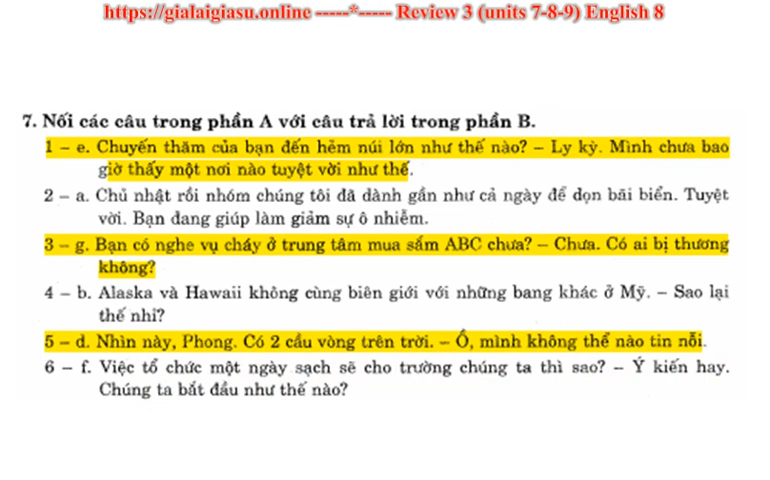 https://gialaigiasu.online -----*----- Review 3 (units 7-8-9) English 8
7. Nối các câu trong phần A với câu trả lời trong phần B.
1 – e. Chuyến thăm của bạn đến hẻm núi lớn như thế nào? – Ly kỳ. Mình chưa bao
giờ thấy một nơi nào tuyệt vời như thế.
2 – a. Chủ nhật rồi nhóm chúng tôi đã dành gần như cả ngày để dọn bãi biển. Tuyệt
vời. Bạn đang giúp làm giảm sự ô nhiễm.
3 – g. Bạn có nghe vụ cháy ở trung tâm mua sắm ABC chưa? – Chưa. Có ai bị thương
không?
4 – b. Alaska và Hawaii không cùng biên giới với những bang khác ở Mỹ. – Sao lại
thế nhỉ?
5 – d. Nhìn này, Phong. Có 2 cầu vòng trên trời. – Ồ, mình không thể nào tin nỗi.
6 – f. Việc tổ chức một ngày sạch sẽ cho trường chúng ta thì sao? – Ý kiến hay.
Chúng ta bắt đầu như thế nào?